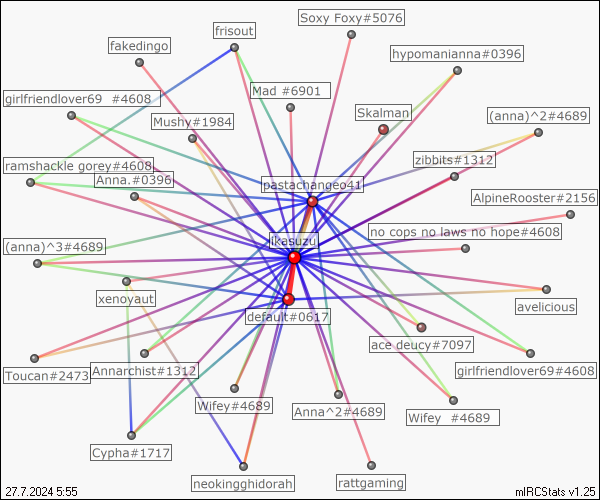 Soxy Foxy#5076
frisout
fakedingo
hypomanianna#0396
Mad #6901
girlfriendlover69 #4608
Skalman
(anna)^2#4689
Mushy#1984
zibbits#1312
ramshackle gorey#4608
Anna.#0396
pastachangeo41
AlpineRooster#2156
no cops no laws no hope#4608
ikasuzu
(anna)^3#4689
xenoyaut
avelicious
default#0617
ace deucy#7097
Toucan#2473
Annarchist#1312
girlfriendlover69#4608
Wifey#4689
Anna^2#4689
Wifey #4689
Cypha#1717
neokingghidorah
rattgaming
27.7.2024 5:55
mIRCStats v1.25